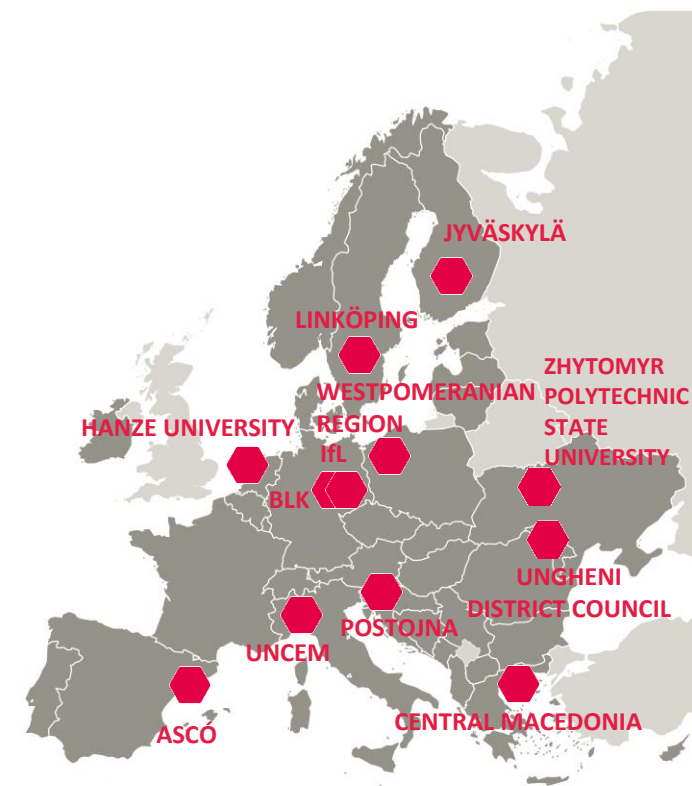 JYVÄSKYLÄ
LINKÖPING
ZHYTOMYR
POLYTECHNIC
STATE
UNIVERSITY
WESTPOMERANIAN
REGION
HANZE UNIVERSITY
IfL
BLK
UNGHENI
DISTRICT COUNCIL
POSTOJNA
UNCEM
CENTRAL MACEDONIA
ASCÓ